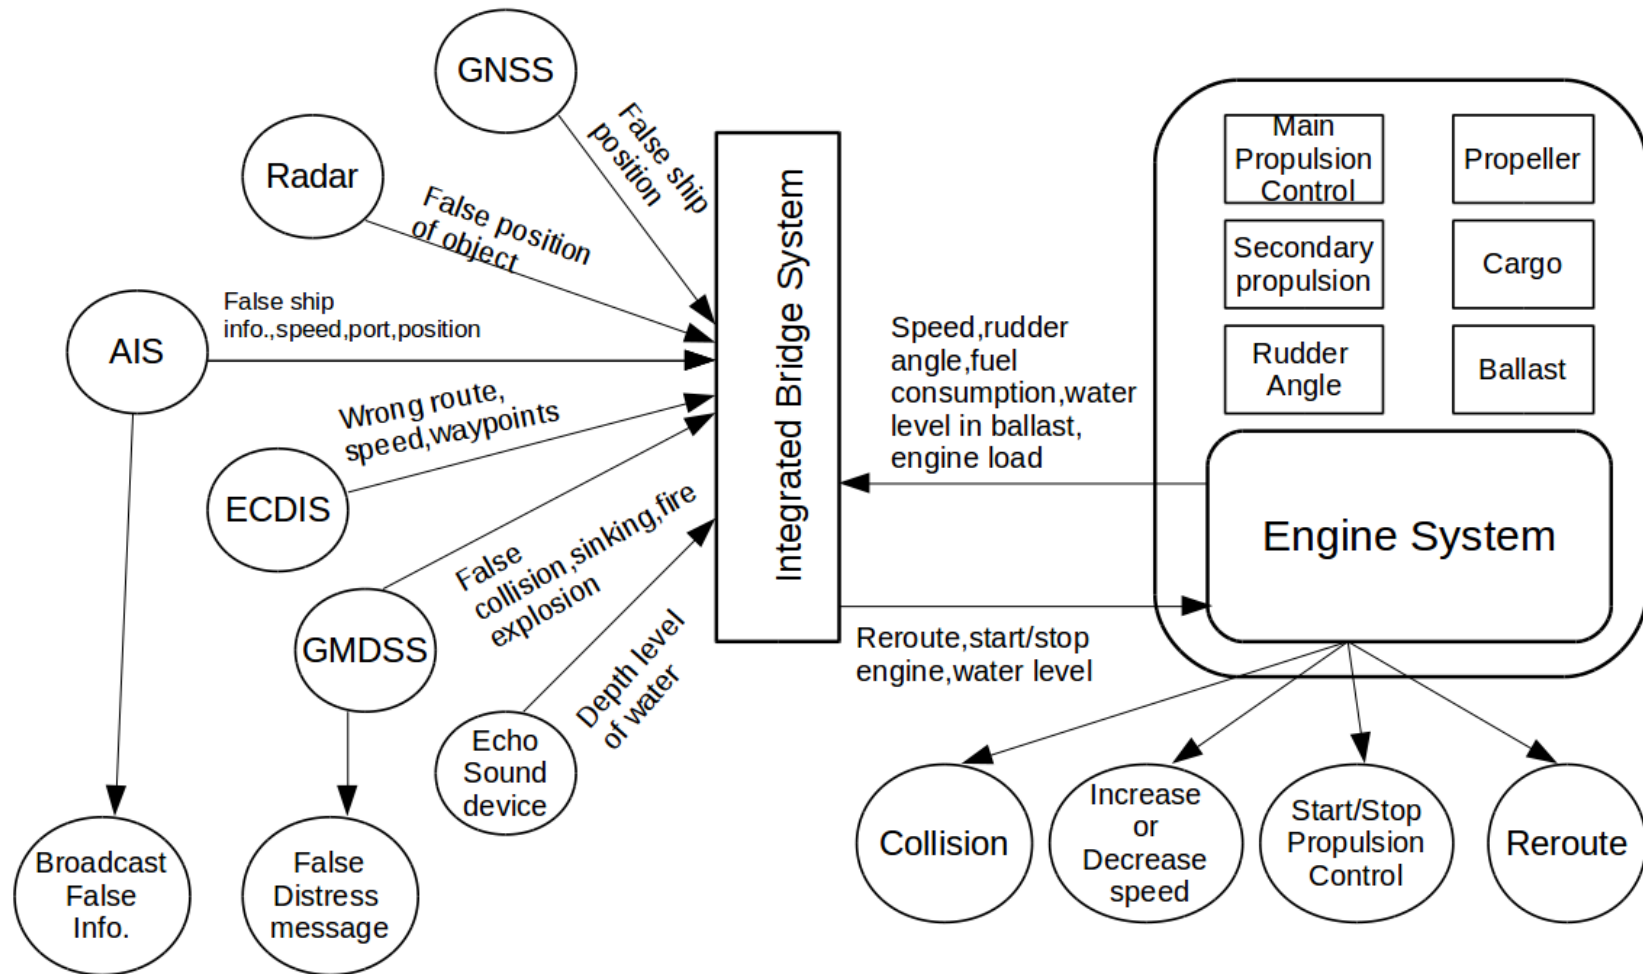 GNSS
False ship
position
Radar
False position
of object
AIS
False ship
info.,speed,port,position
Wrong route,
speed,waypoints
ECDIS
False
collision,sinking,fire
explosion
GMDSS
Depth level
of water
Echo
Sound
device
Broadcast
False
Info.
False
Distress
message
Integrated Bridge System
Speed,rudder
angle,fuel
consumption,water
level in ballast,
engine load
Reroute,start/stop
engine,water level
Main
Propulsion
Control
Propeller
Secondary
propulsion
Cargo
Rudder
Angle
Ballast
Engine System
Collision
Increase
or
Decrease
speed
Start/Stop
Propulsion
Control
Reroute